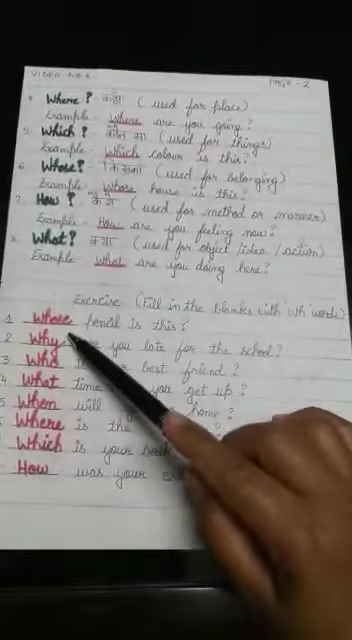 VIDEO NO. 6 PAGE - 2
4 Where? - कहाँ (used for place)
Example - Where are you going?
5 Which? - कौन सा (used for things)
Example - Which colour is this?
6 Whose? - किसका (used for belonging)
Example - Whose house is this?
7. How? - कैसे (used for method or manner)
Example - How are you feeling now?
8. What? - क्या (used for object / idea / action)
Example What are you doing here?
Exercise (Fill in the blanks with 'wh' words)
1 Whose pencil is this?
2 Why you late for the school?
3 Who best friend?
4 What time you get up?
5 When will home?
6 Where is the ?
Which is your
How was your